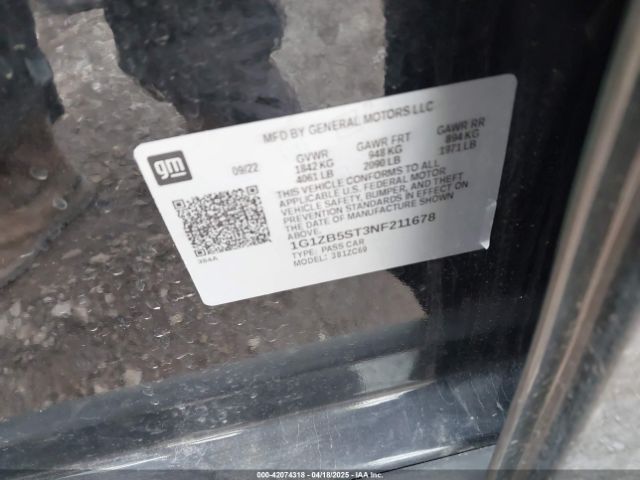 MFD BY GENERAL MOTORS LLC
gm
09/22
GVWR GAWR FRT GAWR RR
1842 KG 948 KG 894 KG
4061 LB 2090 LB 1971 LB
THIS VEHICLE CONFORMS TO ALL
APPLICABLE U.S. FEDERAL MOTOR
VEHICLE SAFETY, BUMPER, AND THEFT
PREVENTION STANDARDS IN EFFECT ON
THE DATE OF MANUFACTURE SHOWN
ABOVE.
1G1ZB5ST3NF211678
TYPE: PASS CAR
MODEL: 381ZC69
384A
000-42074318 - 04/18/2025 - IAA Inc.